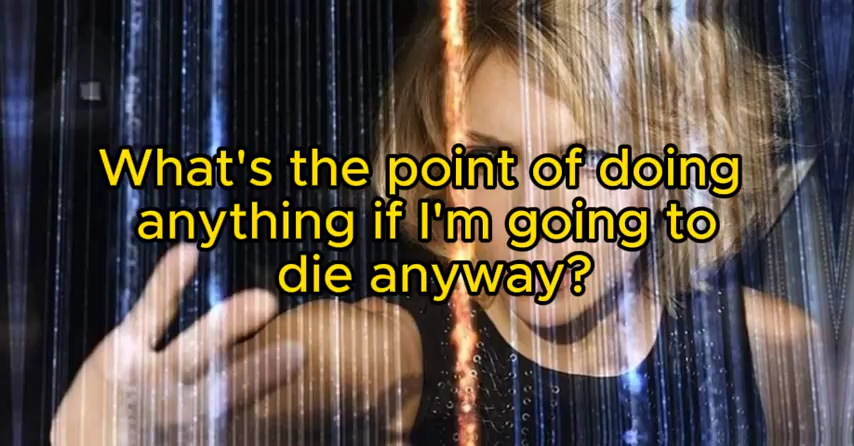 What's the point of doing
anything if I'm going to
die anyway?